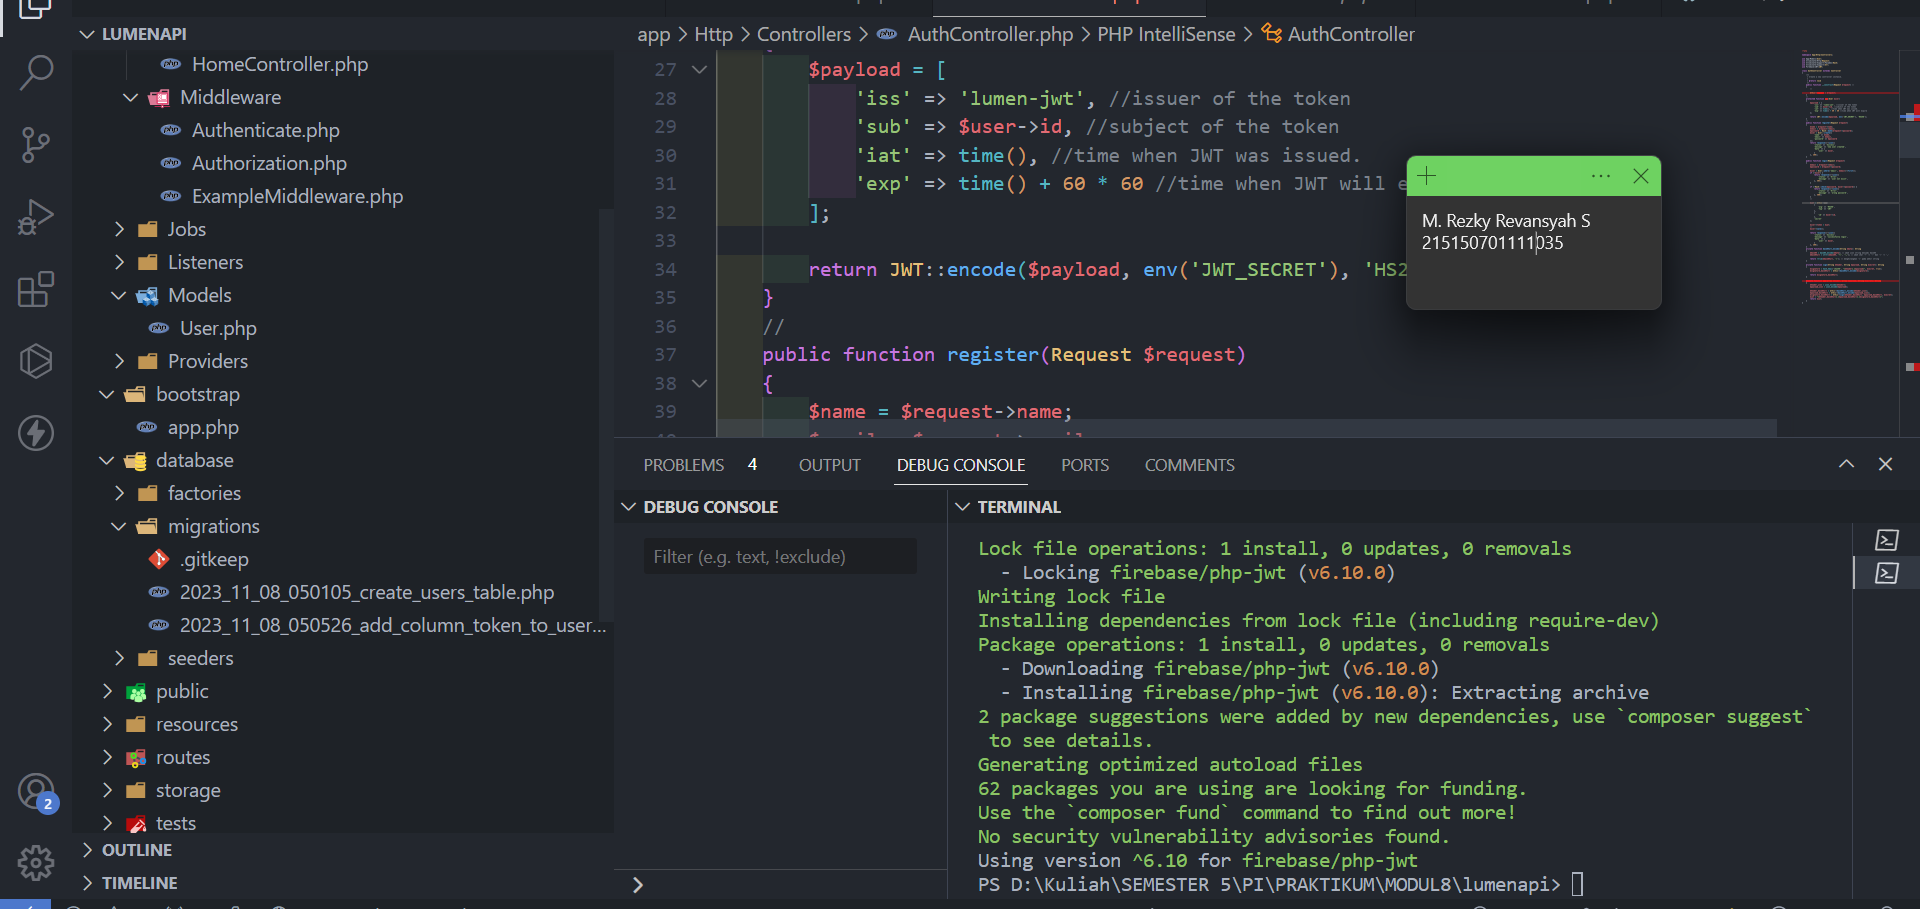 LUMENAPI
HomeController.php
Middleware
Authenticate.php
Authorization.php
ExampleMiddleware.php
Jobs
Listeners
Models
User.php
Providers
bootstrap
app.php
database
factories
migrations
.gitkeep
2023_11_08_050105_create_users_table.php
2023_11_08_050526_add_column_token_to_user...
seeders
public
resources
routes
storage
tests
OUTLINE
TIMELINE
2
app > Http > Controllers > AuthController.php > PHP IntelliSense > AuthController
27 $payload = [
28 'iss' => 'lumen-jwt', //issuer of the token
29 'sub' => $user->id, //subject of the token
30 'iat' => time(), //time when JWT was issued.
31 'exp' => time() + 60 * 60 //time when JWT will e
32 ];
33
34 return JWT::encode($payload, env('JWT_SECRET'), 'HS2
35 }
36 //
37 public function register(Request $request)
38 {
39 $name = $request->name;
M. Rezky Revansyah S
215150701111035
PROBLEMS 4 OUTPUT DEBUG CONSOLE PORTS COMMENTS
DEBUG CONSOLE
Filter (e.g. text, !exclude)
TERMINAL
Lock file operations: 1 install, 0 updates, 0 removals
- Locking firebase/php-jwt (v6.10.0)
Writing lock file
Installing dependencies from lock file (including require-dev)
Package operations: 1 install, 0 updates, 0 removals
- Downloading firebase/php-jwt (v6.10.0)
- Installing firebase/php-jwt (v6.10.0): Extracting archive
2 package suggestions were added by new dependencies, use `composer suggest`
to see details.
Generating optimized autoload files
62 packages you are using are looking for funding.
Use the `composer fund` command to find out more!
No security vulnerability advisories found.
Using version ^6.10 for firebase/php-jwt
PS D:\Kuliah\SEMESTER 5\PI\PRAKTIKUM\MODUL8\lumenapi>